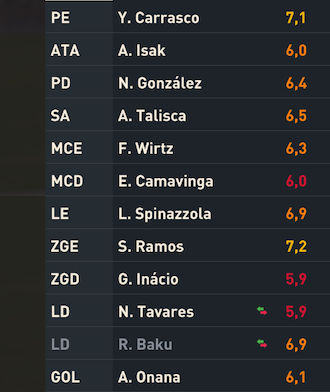 PE Y. Carrasco 7,1
ATA A. Isak 6,0
PD N. González 6,4
SA A. Talisca 6,5
MCE F. Wirtz 6,3
MCD E. Camavinga 6,0
LE L. Spinazzola 6,9
ZGE S. Ramos 7,2
ZGD G. Inácio 5,9
LD N. Tavares 5,9
LD R. Baku 6,9
GOL A. Onana 6,1